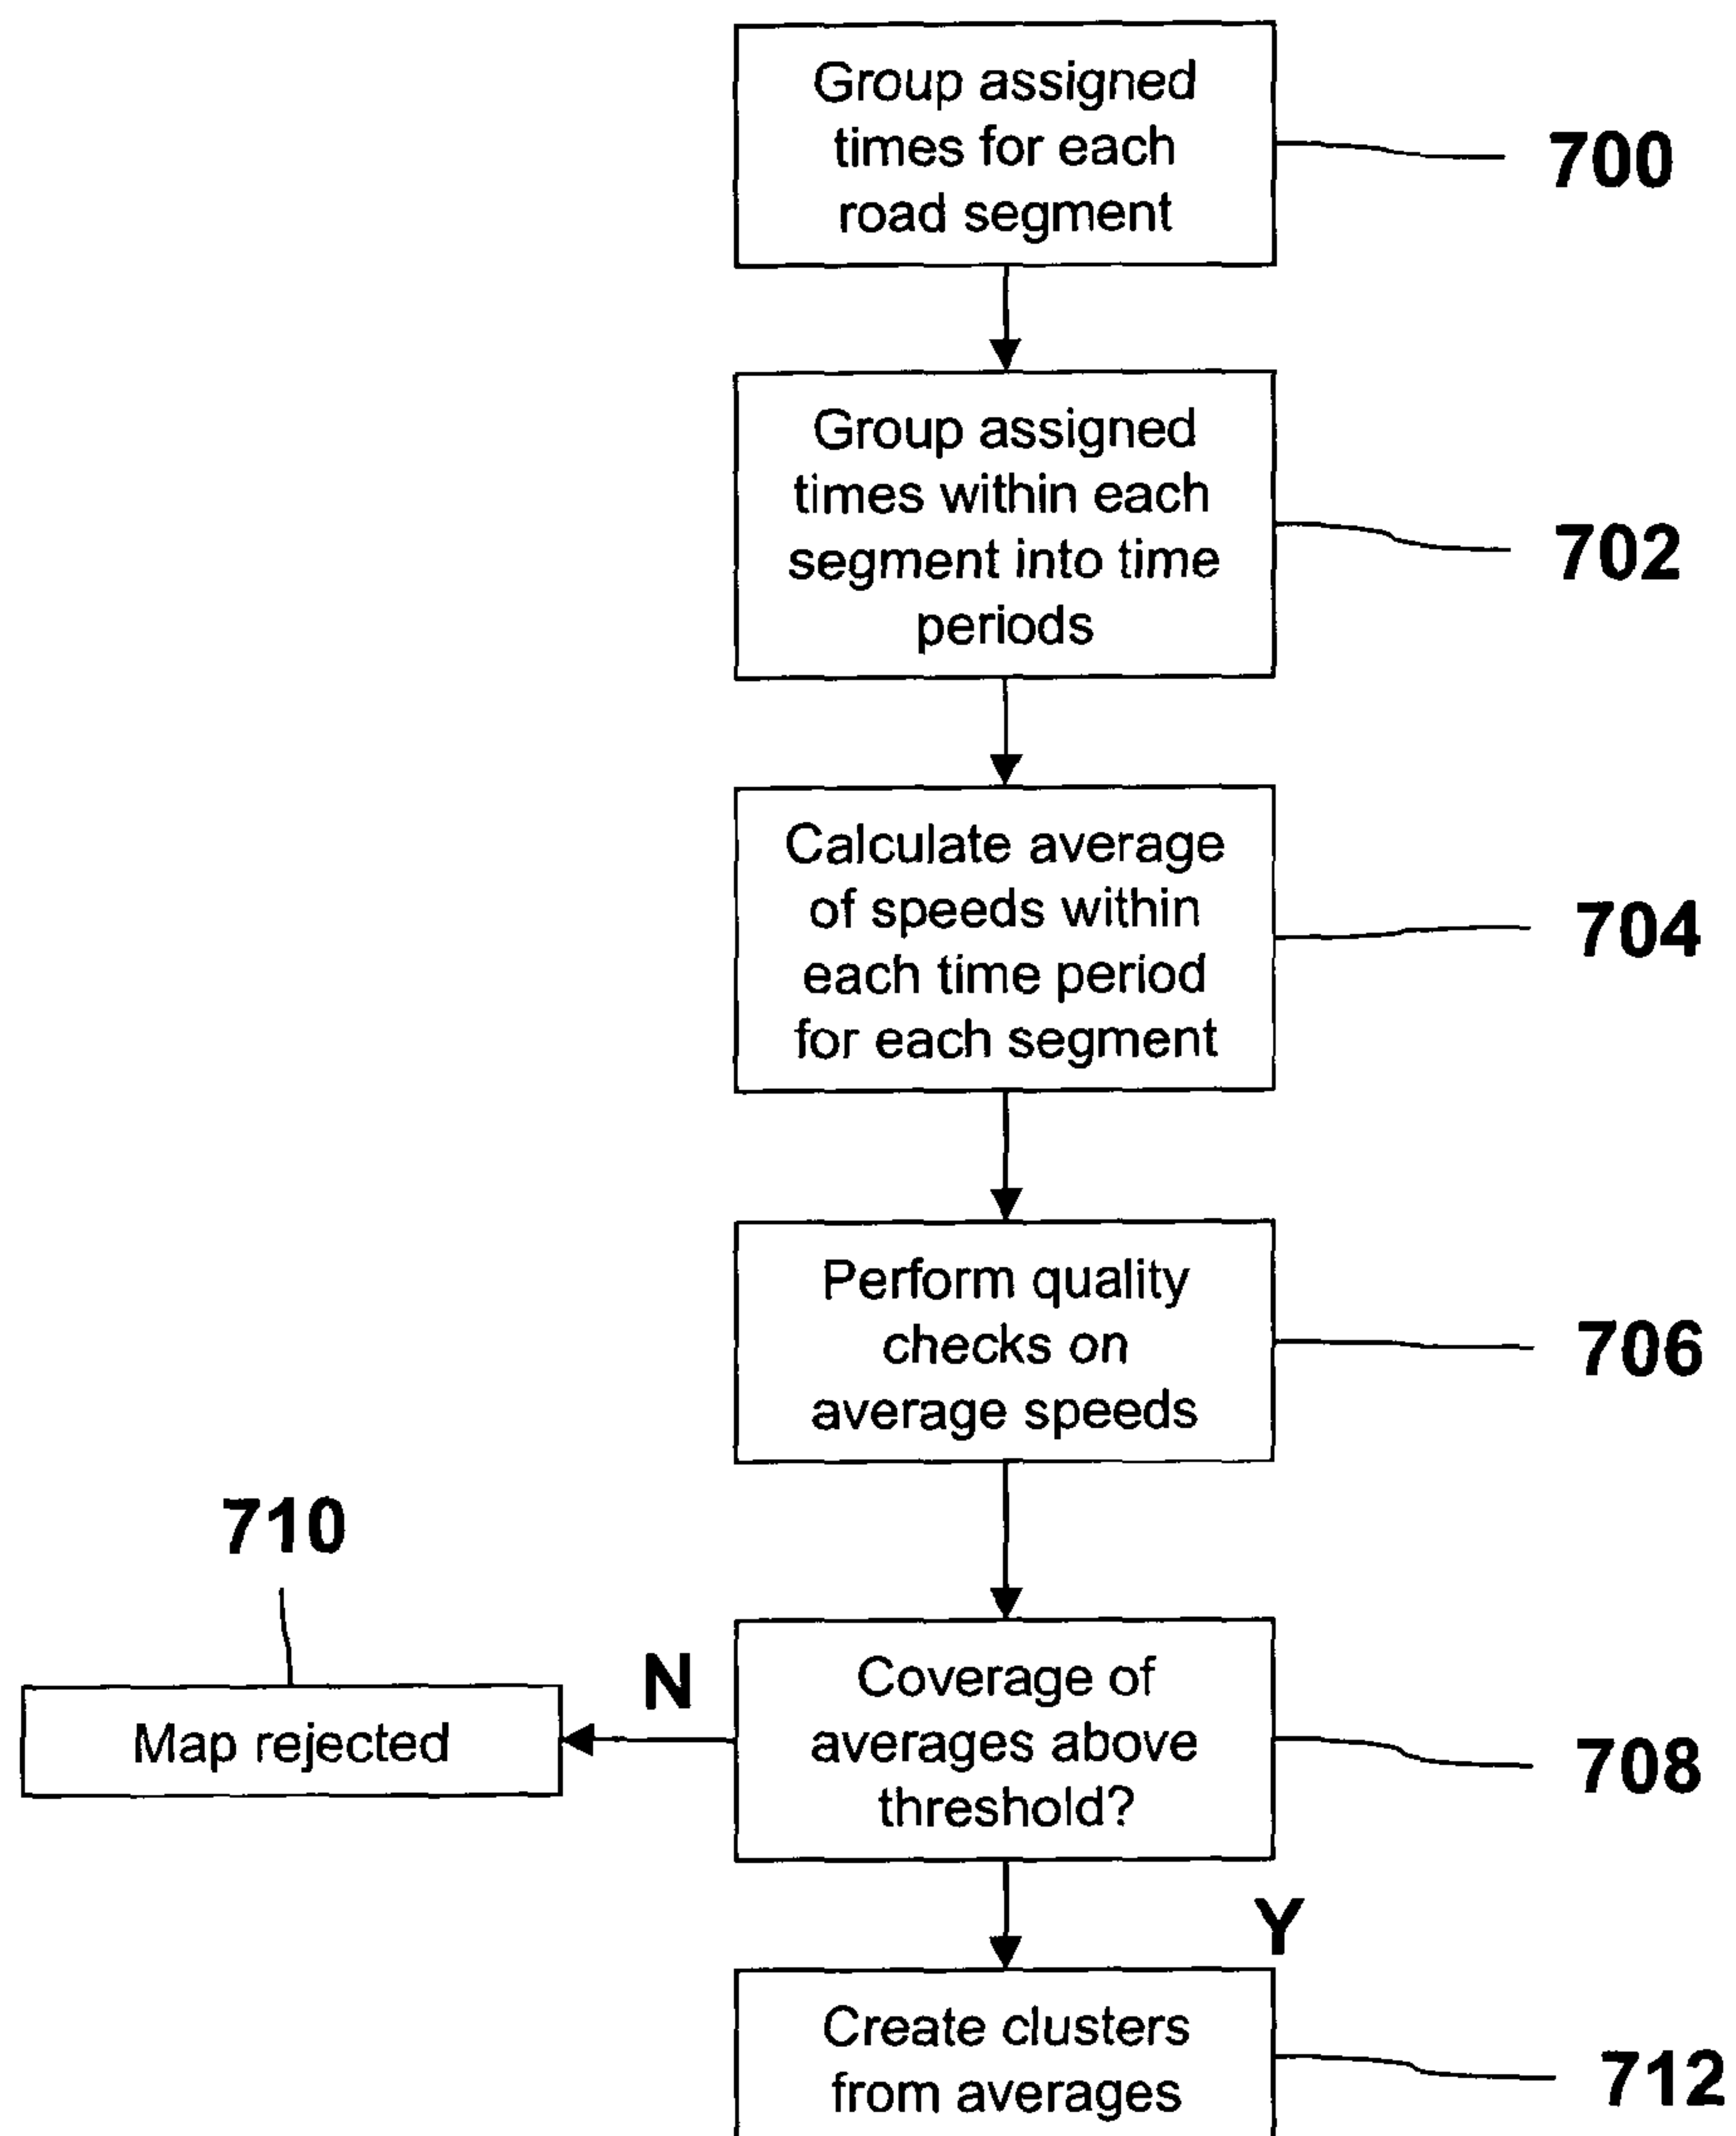 Group assigned
times for each
road segment
700
Group assigned
times within each
segment into time
periods
702
Calculate average
of speeds within
each time period
for each segment
704
Perform quality
checks on
average speeds
706
710
Map rejected
N
Coverage of
averages above
threshold?
708
Y
Create clusters
from averages
712